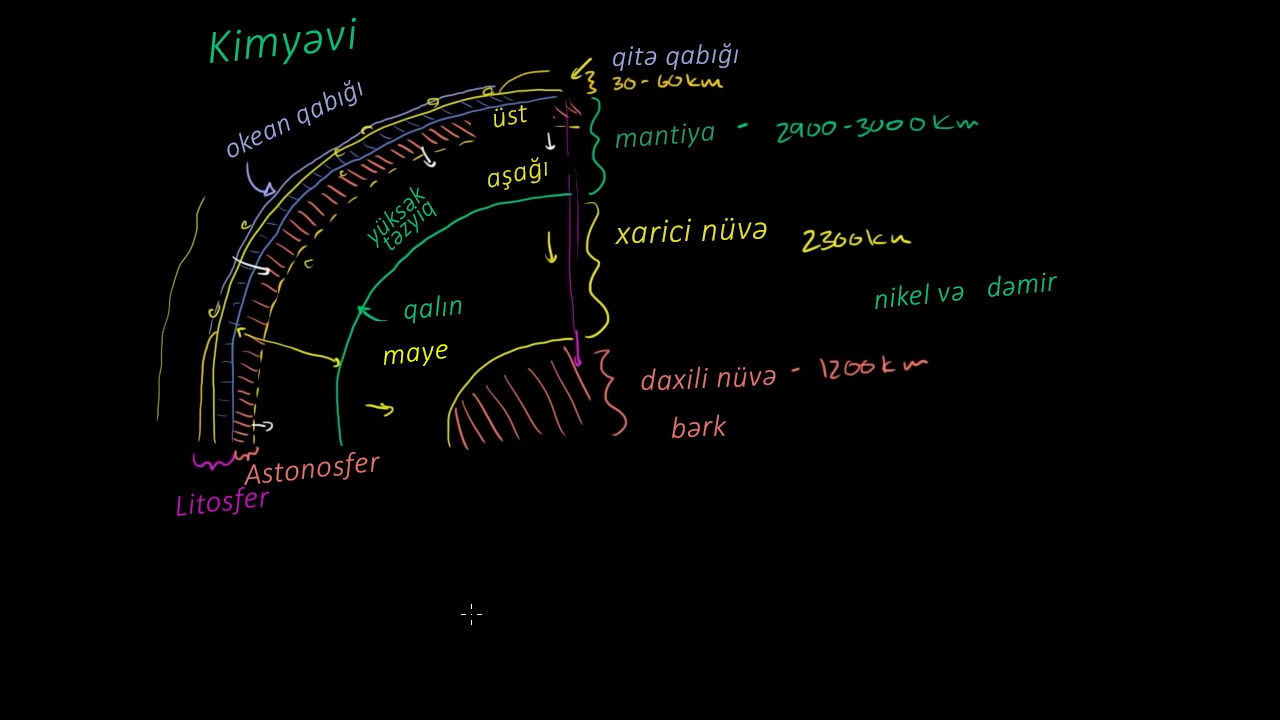 Kimyəvi
okean qabığı
qitə qabığı
30-60km
üst
mantiya - 2900-3000Km
aşağı
yüksək
təzyiq
xarici nüvə 2300km
nikel və dəmir
qalın
maye
daxili nüvə - 1200km
bərk
Astonosfer
Litosfer